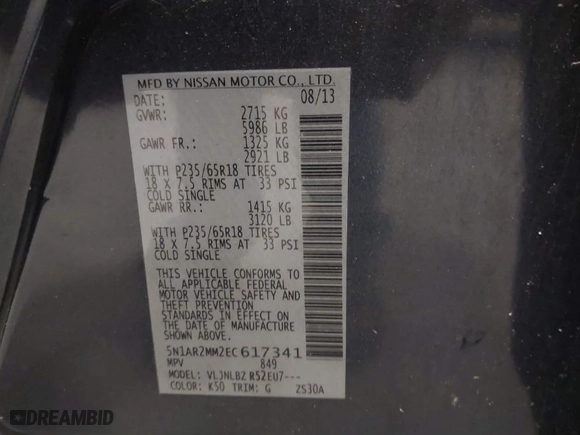 MFD BY NISSAN MOTOR CO., LTD.
DATE: 08/13
GVWR: 2715 KG
5986 LB
GAWR FR.: 1325 KG
2921 LB
WITH P235/65R18 TIRES
18 X 7.5 RIMS AT 33 PSI
COLD SINGLE
GAWR RR.: 1415 KG
3120 LB
WITH P235/65R18 TIRES
18 X 7.5 RIMS AT 33 PSI
COLD SINGLE
THIS VEHICLE CONFORMS TO
ALL APPLICABLE FEDERAL
MOTOR VEHICLE SAFETY AND
THEFT PREVENTION
STANDARDS IN EFFECT ON
THE DATE OF MANUFACTURE
SHOWN ABOVE.
5N1AR2MM2EC617341
MPV 849
MODEL: VLJNLBZ R52EU7---
COLOR: K50 TRIM: G ZS30A
DREAMBID